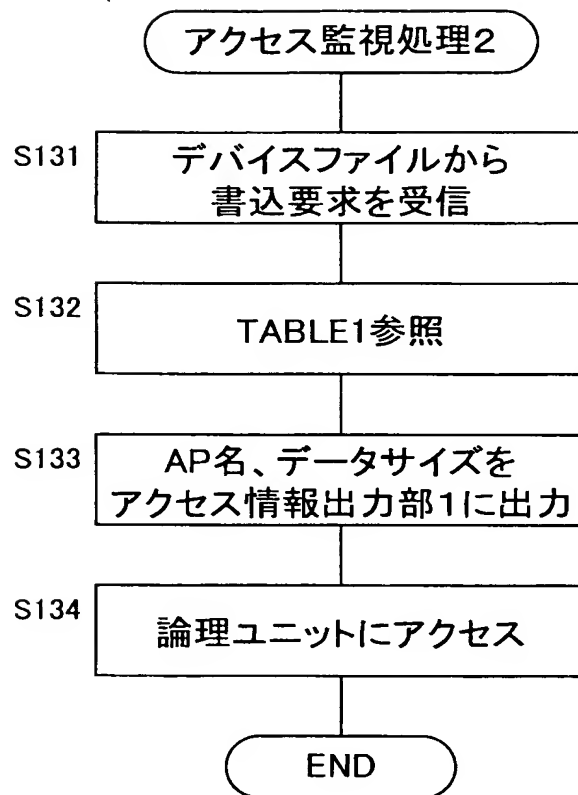 アクセス監視処理2
S131
デバイスファイルから
書込要求を受信
S132
TABLE1参照
S133
AP名、データサイズを
アクセス情報出力部1に出力
S134
論理ユニットにアクセス
END